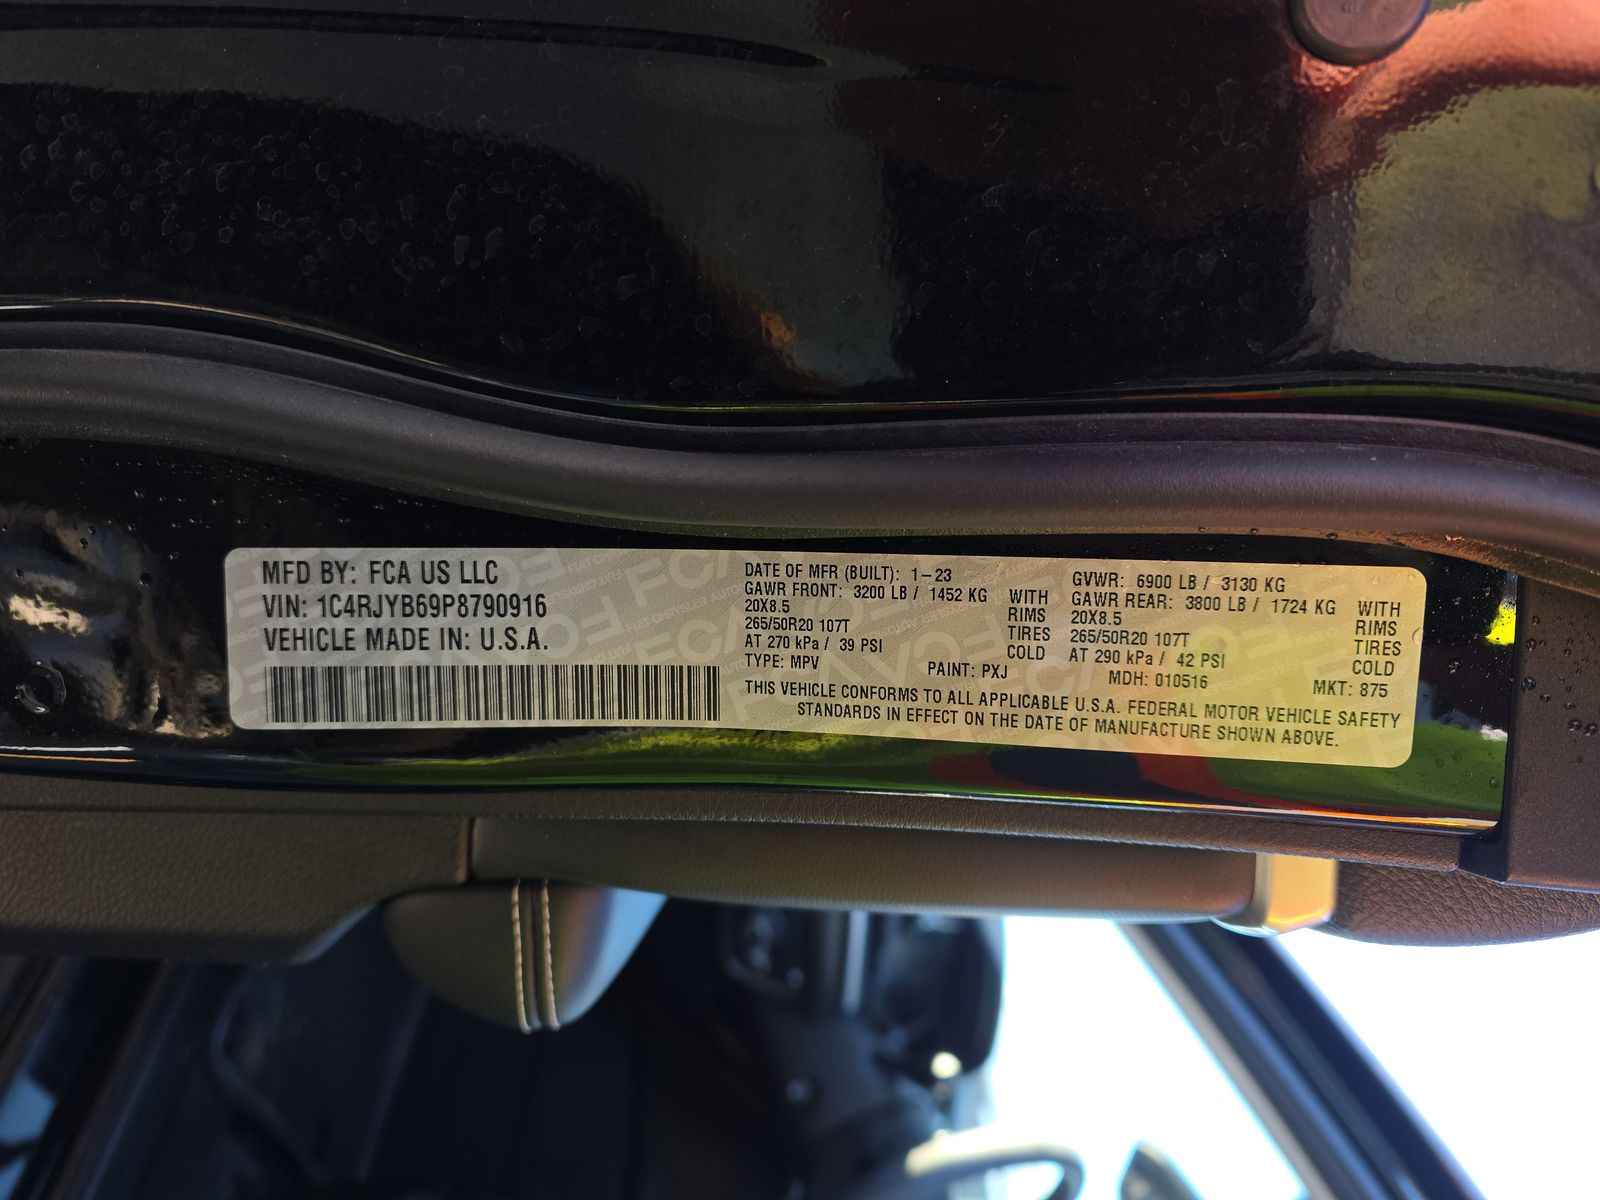 MFD BY: FCA US LLC
VIN: 1C4RJYB69P8790916
VEHICLE MADE IN: U.S.A.
DATE OF MFR (BUILT): 1-23
GAWR FRONT: 3200 LB / 1452 KG WITH
20X8.5 RIMS
265/50R20 107T TIRES
AT 270 kPa / 39 PSI COLD
TYPE: MPV
GVWR: 6900 LB / 3130 KG
GAWR REAR: 3800 LB / 1724 KG WITH
20X8.5 RIMS
265/50R20 107T TIRES
AT 290 kPa / 42 PSI COLD
PAINT: PXJ MDH: 010516 MKT: 875
THIS VEHICLE CONFORMS TO ALL APPLICABLE U.S.A. FEDERAL MOTOR VEHICLE SAFETY
STANDARDS IN EFFECT ON THE DATE OF MANUFACTURE SHOWN ABOVE.